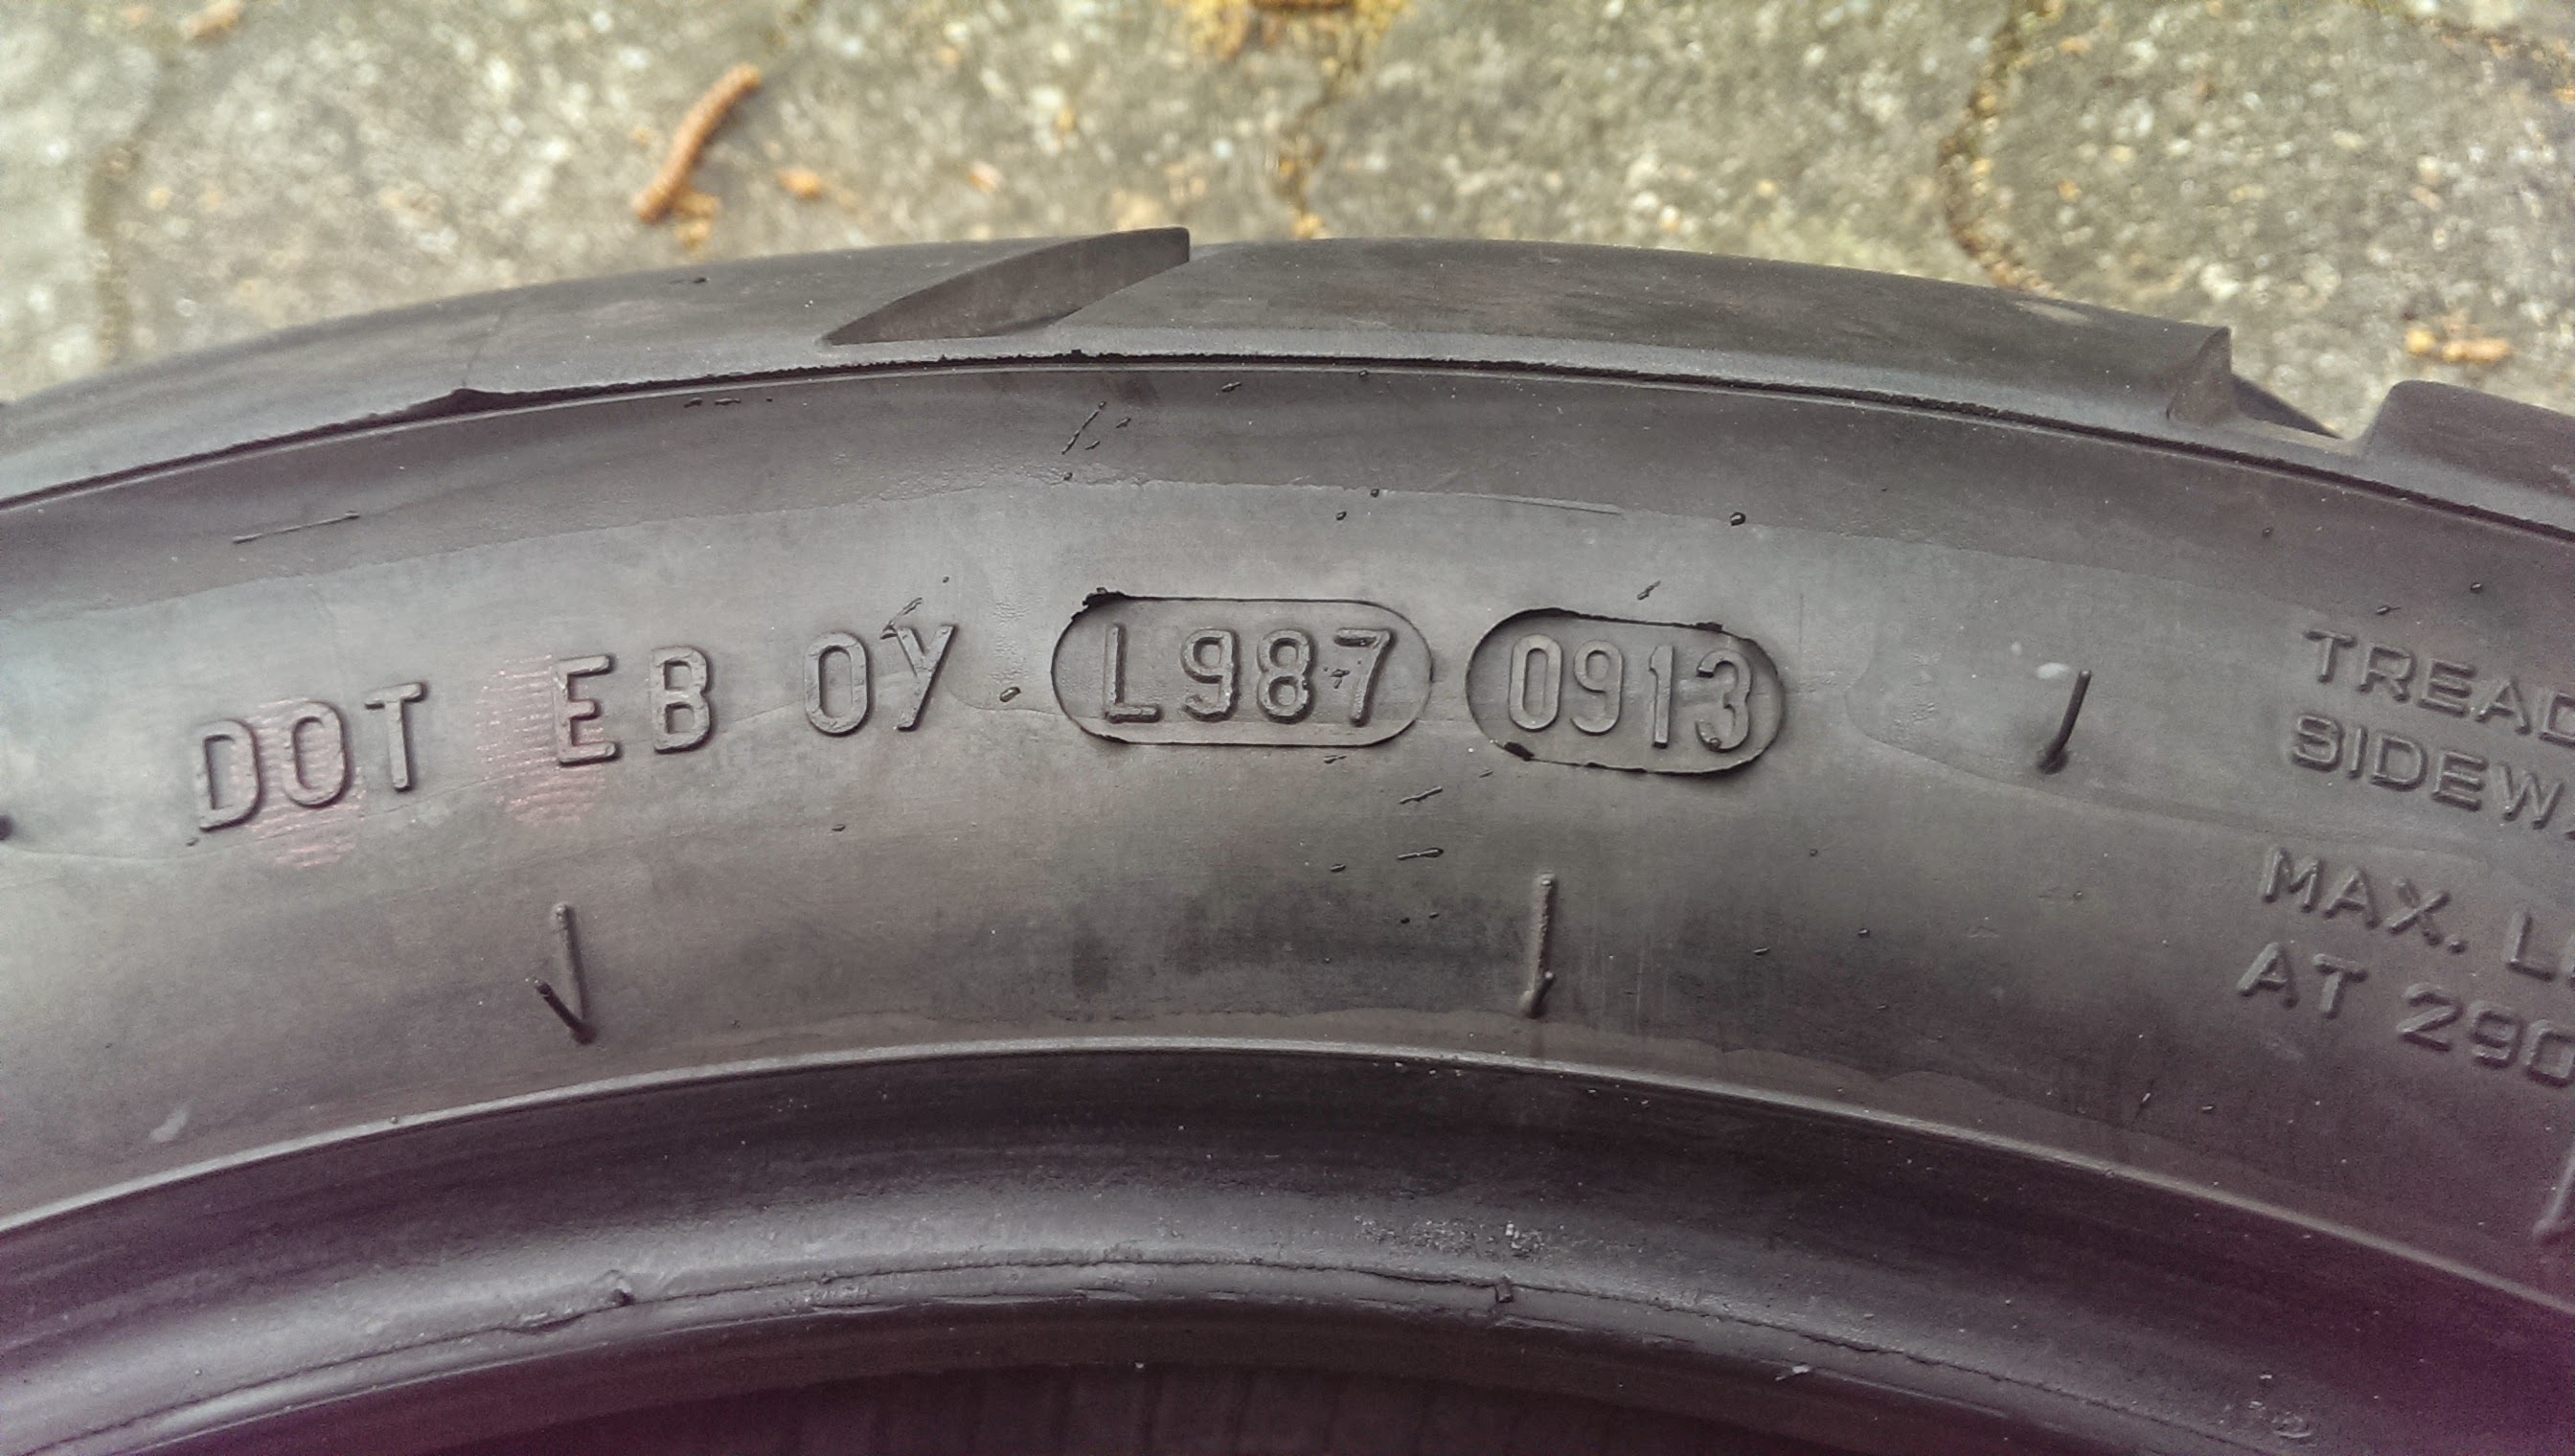 DOT EB 0Y L987 0913
TREAD
SIDEW
MAX. L
AT 290